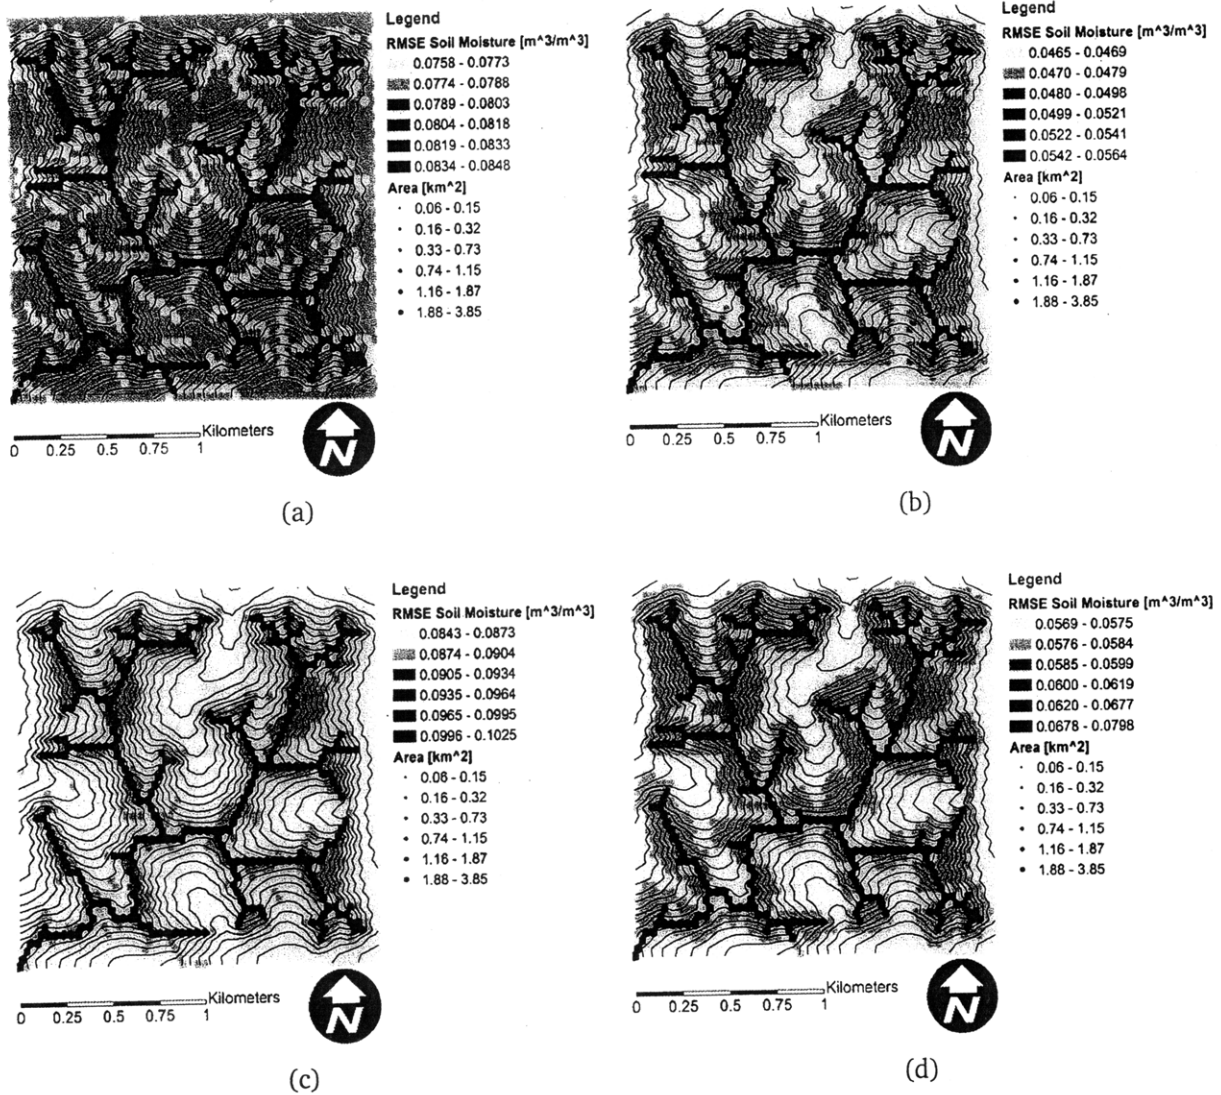 Legend
RMSE Soil Moisture [m^3/m^3]
0.0758 - 0.0773
0.0774 - 0.0788
0.0789 - 0.0803
0.0804 - 0.0818
0.0819 - 0.0833
0.0834 - 0.0848
Area [km^2]
0.06 - 0.15
0.16 - 0.32
0.33 - 0.73
0.74 - 1.15
1.16 - 1.87
1.88 - 3.85
Kilometers
0 0.25 0.5 0.75 1
N
(a)
Legend
RMSE Soil Moisture [m^3/m^3]
0.0465 - 0.0469
0.0470 - 0.0479
0.0480 - 0.0498
0.0499 - 0.0521
0.0522 - 0.0541
0.0542 - 0.0564
Area [km^2]
0.06 - 0.15
0.16 - 0.32
0.33 - 0.73
0.74 - 1.15
1.16 - 1.87
1.88 - 3.85
Kilometers
0 0.25 0.5 0.75 1
N
(b)
Legend
RMSE Soil Moisture [m^3/m^3]
0.0843 - 0.0873
0.0874 - 0.0904
0.0905 - 0.0934
0.0935 - 0.0964
0.0965 - 0.0995
0.0996 - 0.1025
Area [km^2]
0.06 - 0.15
0.16 - 0.32
0.33 - 0.73
0.74 - 1.15
1.16 - 1.87
1.88 - 3.85
Kilometers
0 0.25 0.5 0.75 1
N
(c)
Legend
RMSE Soil Moisture [m^3/m^3]
0.0569 - 0.0575
0.0576 - 0.0584
0.0585 - 0.0599
0.0600 - 0.0619
0.0620 - 0.0677
0.0678 - 0.0798
Area [km^2]
0.06 - 0.15
0.16 - 0.32
0.33 - 0.73
0.74 - 1.15
1.16 - 1.87
1.88 - 3.85
Kilometers
0 0.25 0.5 0.75 1
N
(d)